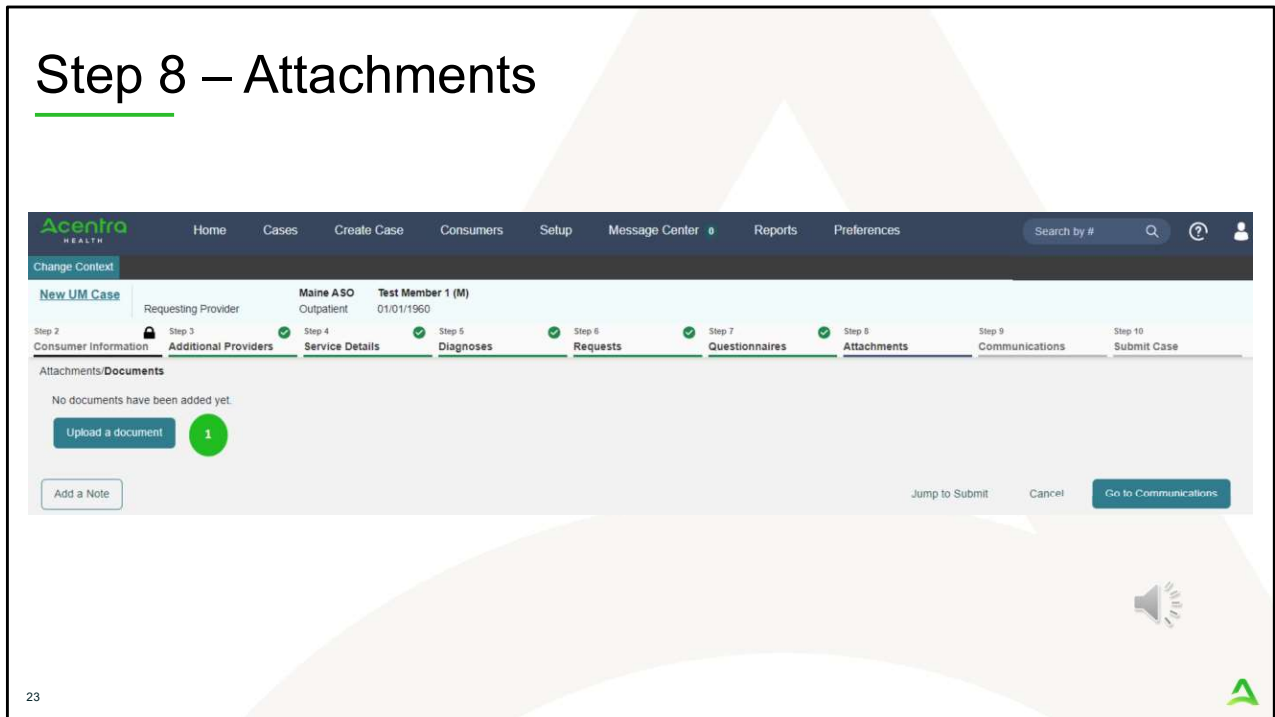 Step 8 – Attachments
Acentra
HEALTH
Home Cases Create Case Consumers Setup Message Center 0 Reports Preferences Search by #
Change Context
New UM Case
Requesting Provider
Maine ASO Test Member 1 (M)
Outpatient 01/01/1960
Step 2 Step 3 Step 4 Step 5 Step 6 Step 7 Step 8 Step 9 Step 10
Consumer Information Additional Providers Service Details Diagnoses Requests Questionnaires Attachments Communications Submit Case
Attachments/Documents
No documents have been added yet.
Upload a document 1
Add a Note Jump to Submit Cancel Go to Communications
23